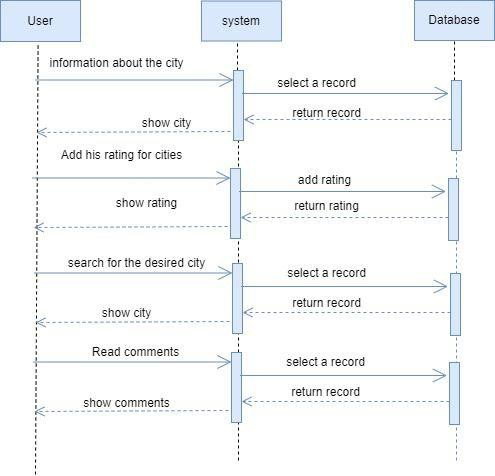 User
system
Database
information about the city
select a record
return record
show city
Add his rating for cities
add rating
show rating
return rating
search for the desired city
select a record
return record
show city
Read comments
select a record
return record
show comments